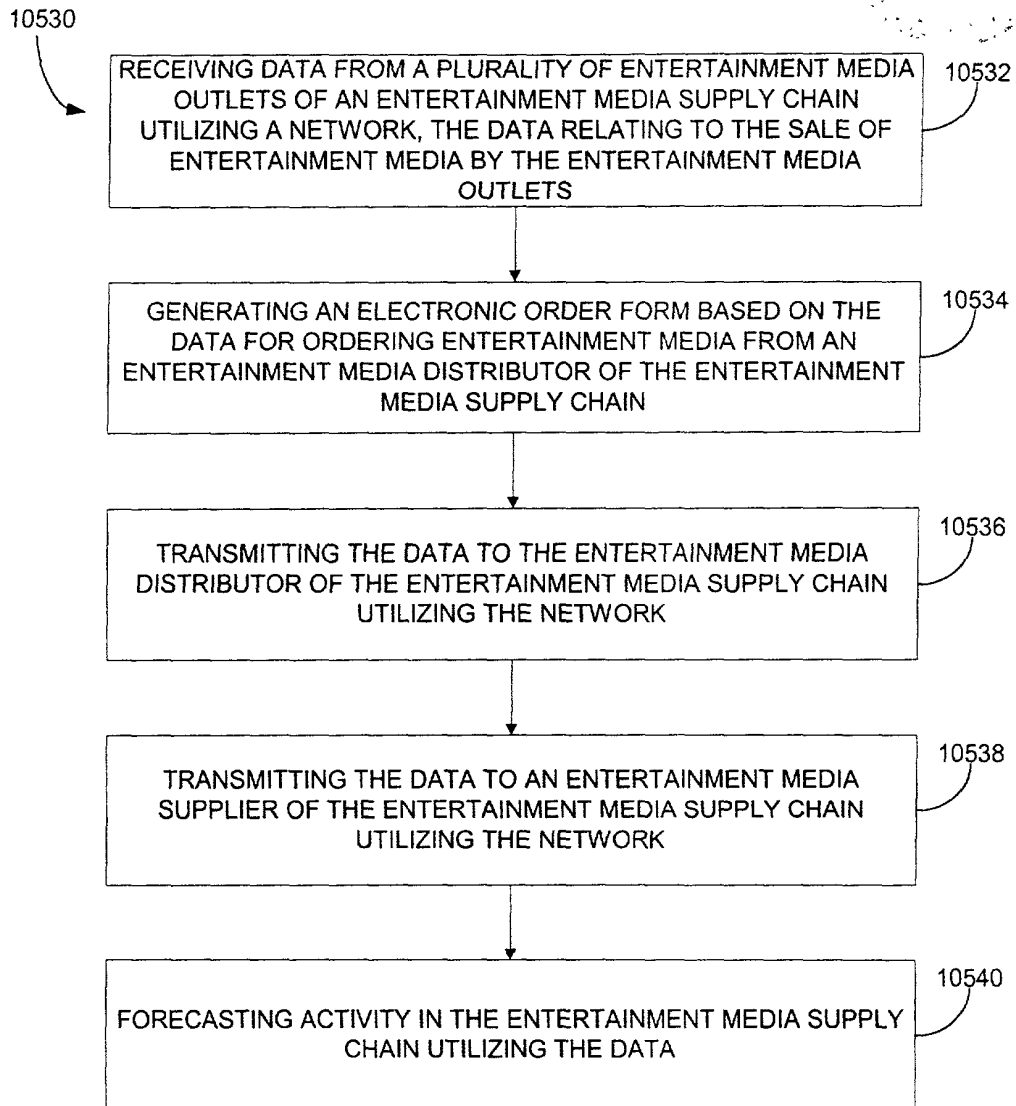 10530
RECEIVING DATA FROM A PLURALITY OF ENTERTAINMENT MEDIA
OUTLETS OF AN ENTERTAINMENT MEDIA SUPPLY CHAIN
UTILIZING A NETWORK, THE DATA RELATING TO THE SALE OF
ENTERTAINMENT MEDIA BY THE ENTERTAINMENT MEDIA
OUTLETS
10532
GENERATING AN ELECTRONIC ORDER FORM BASED ON THE
DATA FOR ORDERING ENTERTAINMENT MEDIA FROM AN
ENTERTAINMENT MEDIA DISTRIBUTOR OF THE ENTERTAINMENT
MEDIA SUPPLY CHAIN
10534
TRANSMITTING THE DATA TO THE ENTERTAINMENT MEDIA
DISTRIBUTOR OF THE ENTERTAINMENT MEDIA SUPPLY CHAIN
UTILIZING THE NETWORK
10536
TRANSMITTING THE DATA TO AN ENTERTAINMENT MEDIA
SUPPLIER OF THE ENTERTAINMENT MEDIA SUPPLY CHAIN
UTILIZING THE NETWORK
10538
FORECASTING ACTIVITY IN THE ENTERTAINMENT MEDIA SUPPLY
CHAIN UTILIZING THE DATA
10540